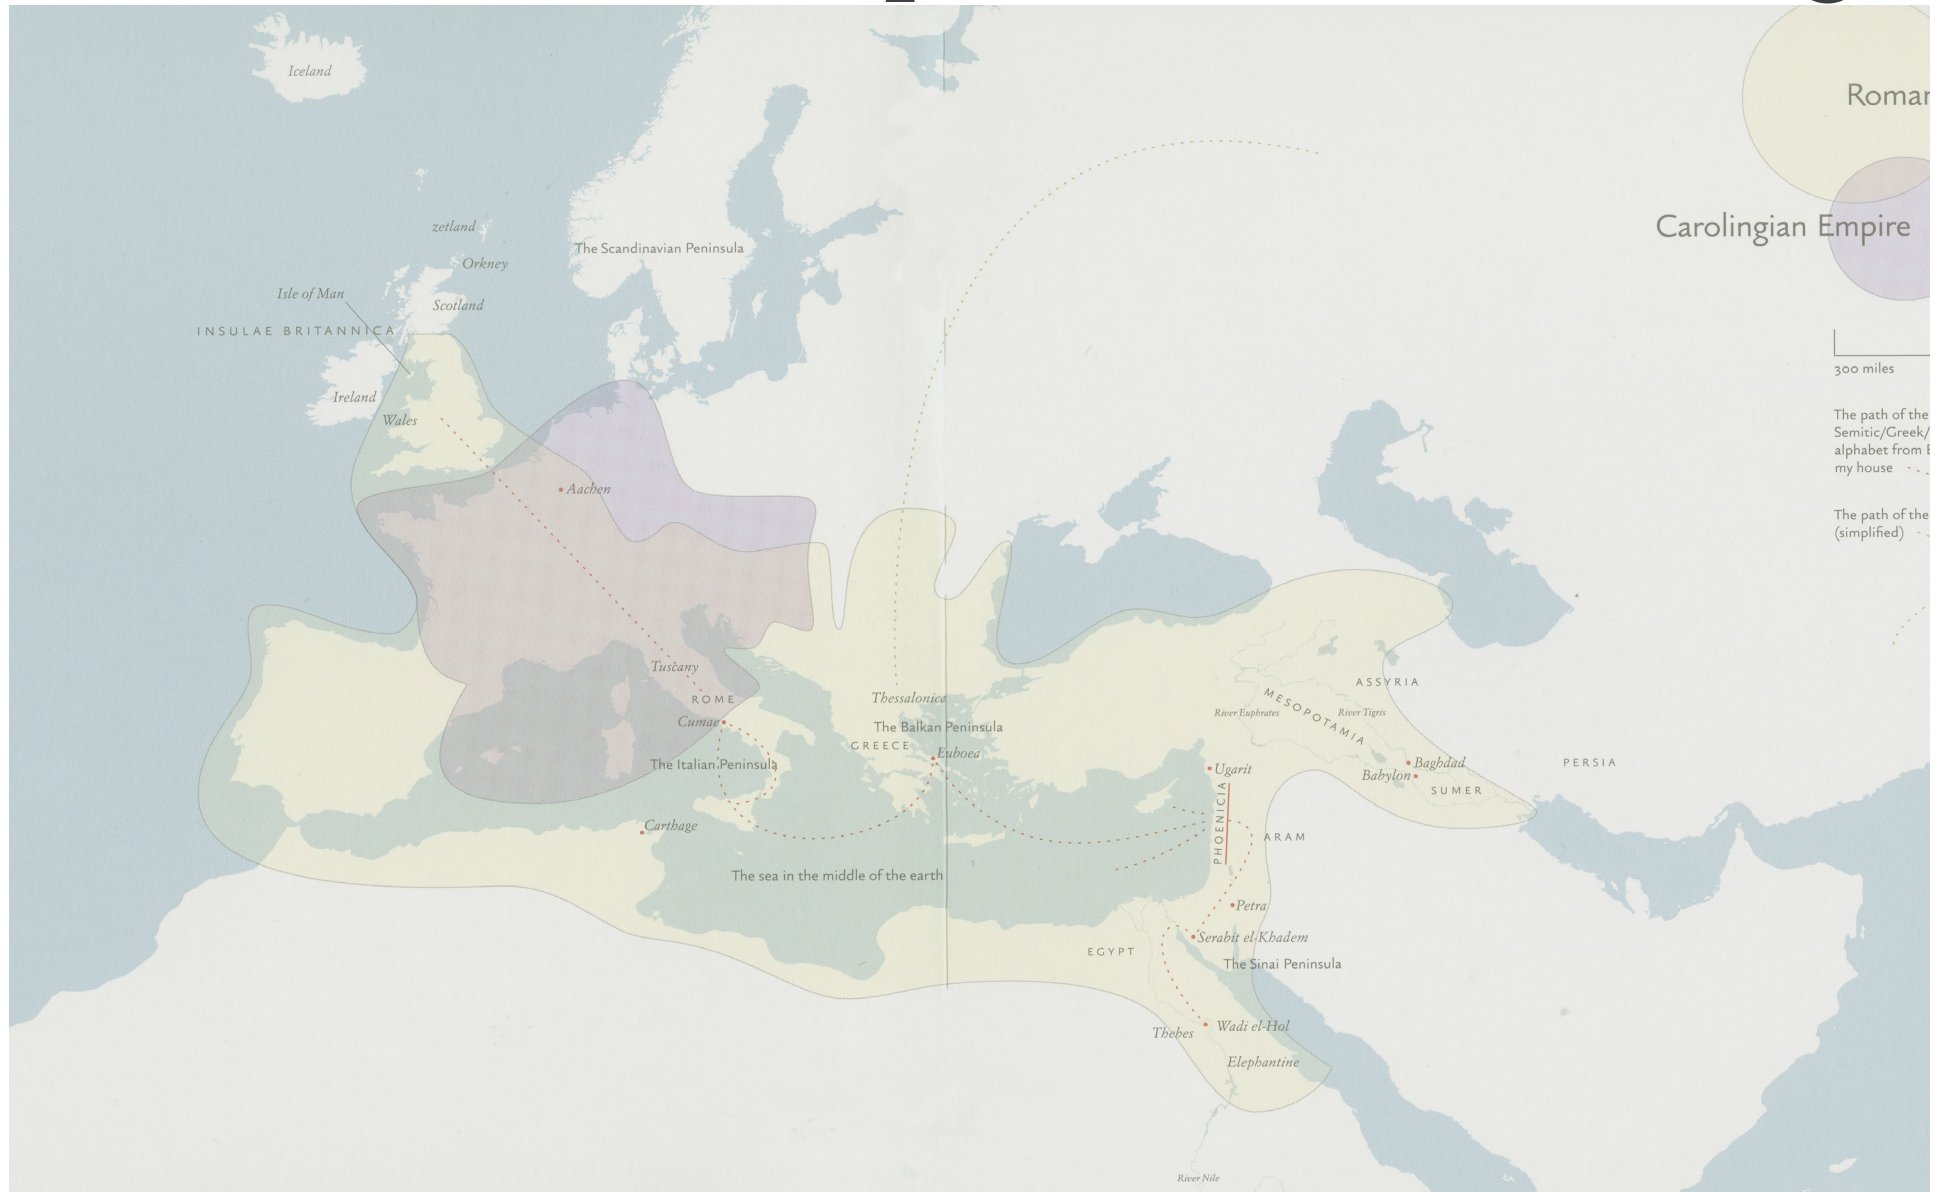 Iceland
Roman
zetland
The Scandinavian Peninsula
Carolingian Empire
Orkney
Isle of Man
Scotland
INSULAE BRITANNICA
300 miles
Ireland
Wales
The path of the
Semitic/Greek/
alphabet from
my house
Aachen
The path of the
(simplified)
Tuscany
ROME
Cumae
The Italian Peninsula
Thessalonica
The Balkan Peninsula
GREECE
Euboea
ASSYRIA
MESOPOTAMIA
River Euphrates
River Tigris
Baghdad
Babylon
SUMER
PERSIA
Ugarit
PHOENICIA
ARAM
Carthage
The sea in the middle of the earth
Petra
Serabit el-Khadem
EGYPT
The Sinai Peninsula
Thebes
Wadi el-Hol
Elephantine
River Nile